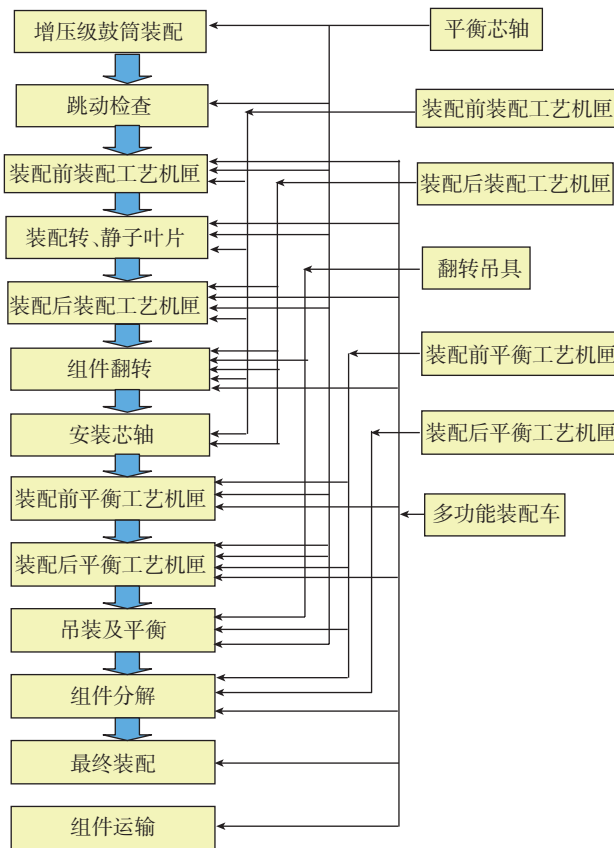 增压级鼓筒装配
跳动检查
装配前装配工艺机匣
装配转、静子叶片
装配后装配工艺机匣
组件翻转
安装芯轴
装配前平衡工艺机匣
装配后平衡工艺机匣
吊装及平衡
组件分解
最终装配
组件运输
平衡芯轴
装配前装配工艺机匣
装配后装配工艺机匣
翻转吊具
装配前平衡工艺机匣
装配后平衡工艺机匣
多功能装配车